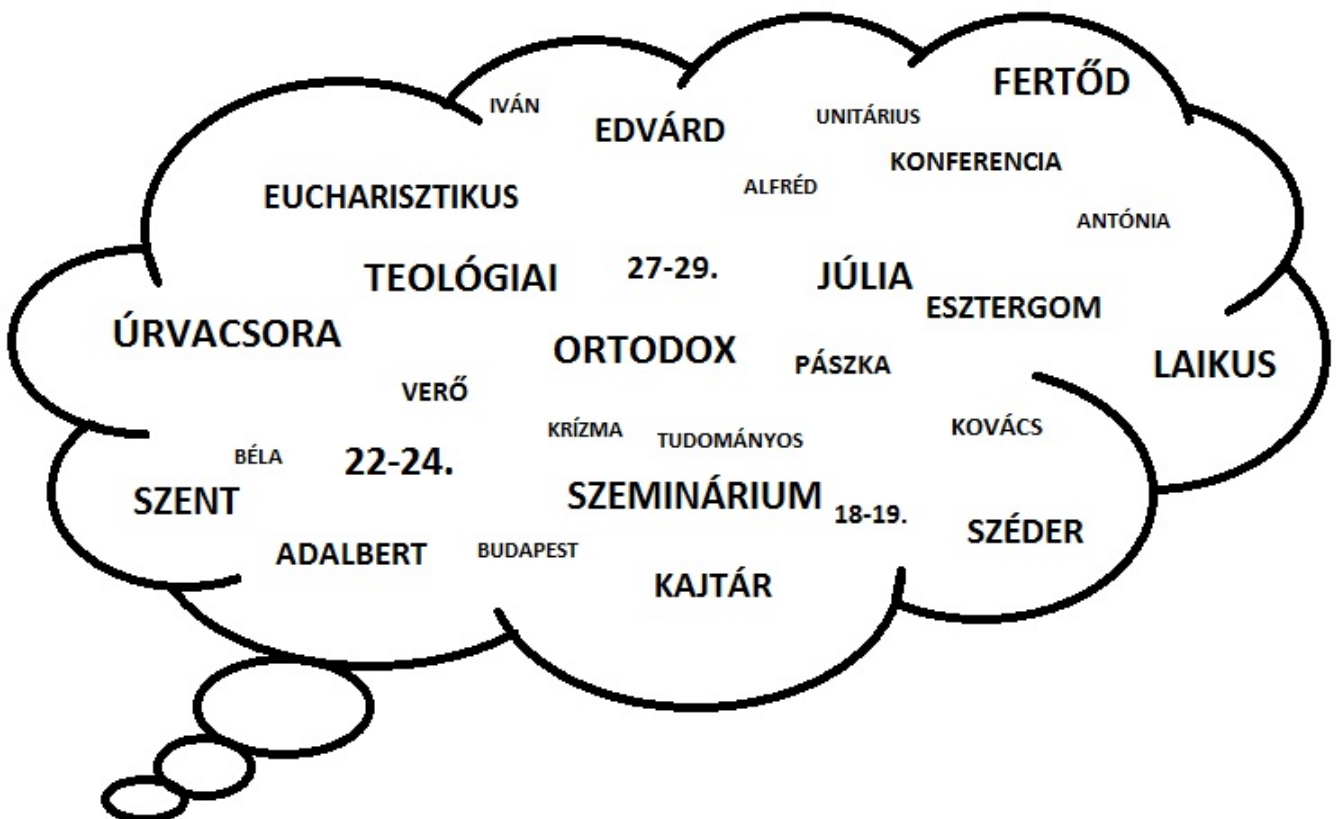 FERTŐD
IVÁN
EDVÁRD
UNITÁRIUS
KONFERENCIA
ALFRÉD
EUCHARISZTIKUS
ANTÓNIA
TEOLÓGIAI
27-29.
JÚLIA
ESZTERGOM
ÚRVACSORA
ORTODOX
PÁSZKA
LAIKUS
VERŐ
KRÍZMA
TUDOMÁNYOS
KOVÁCS
BÉLA
22-24.
SZENT
SZEMINÁRIUM
18-19.
SZÉDER
ADALBERT
BUDAPEST
KAJTÁR